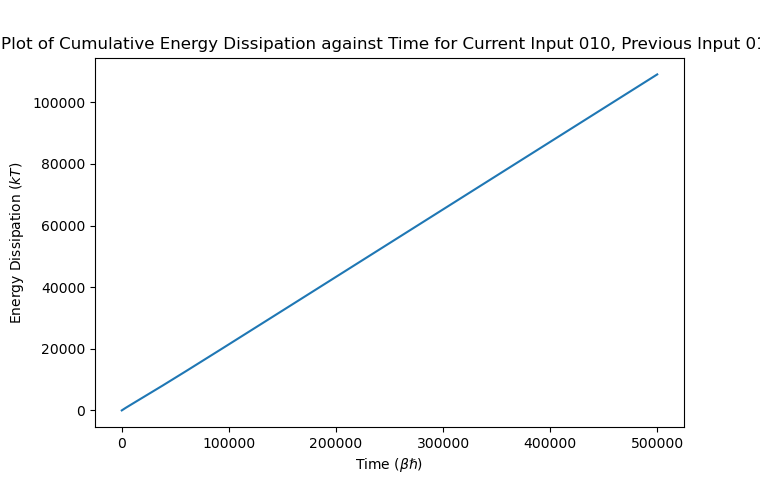 Plot of Cumulative Energy Dissipation against Time for Current Input 010, Previous Input 01
100000
80000
60000
40000
20000
0
Energy Dissipation (kT)
0 100000 200000 300000 400000 500000
Time (βħ)